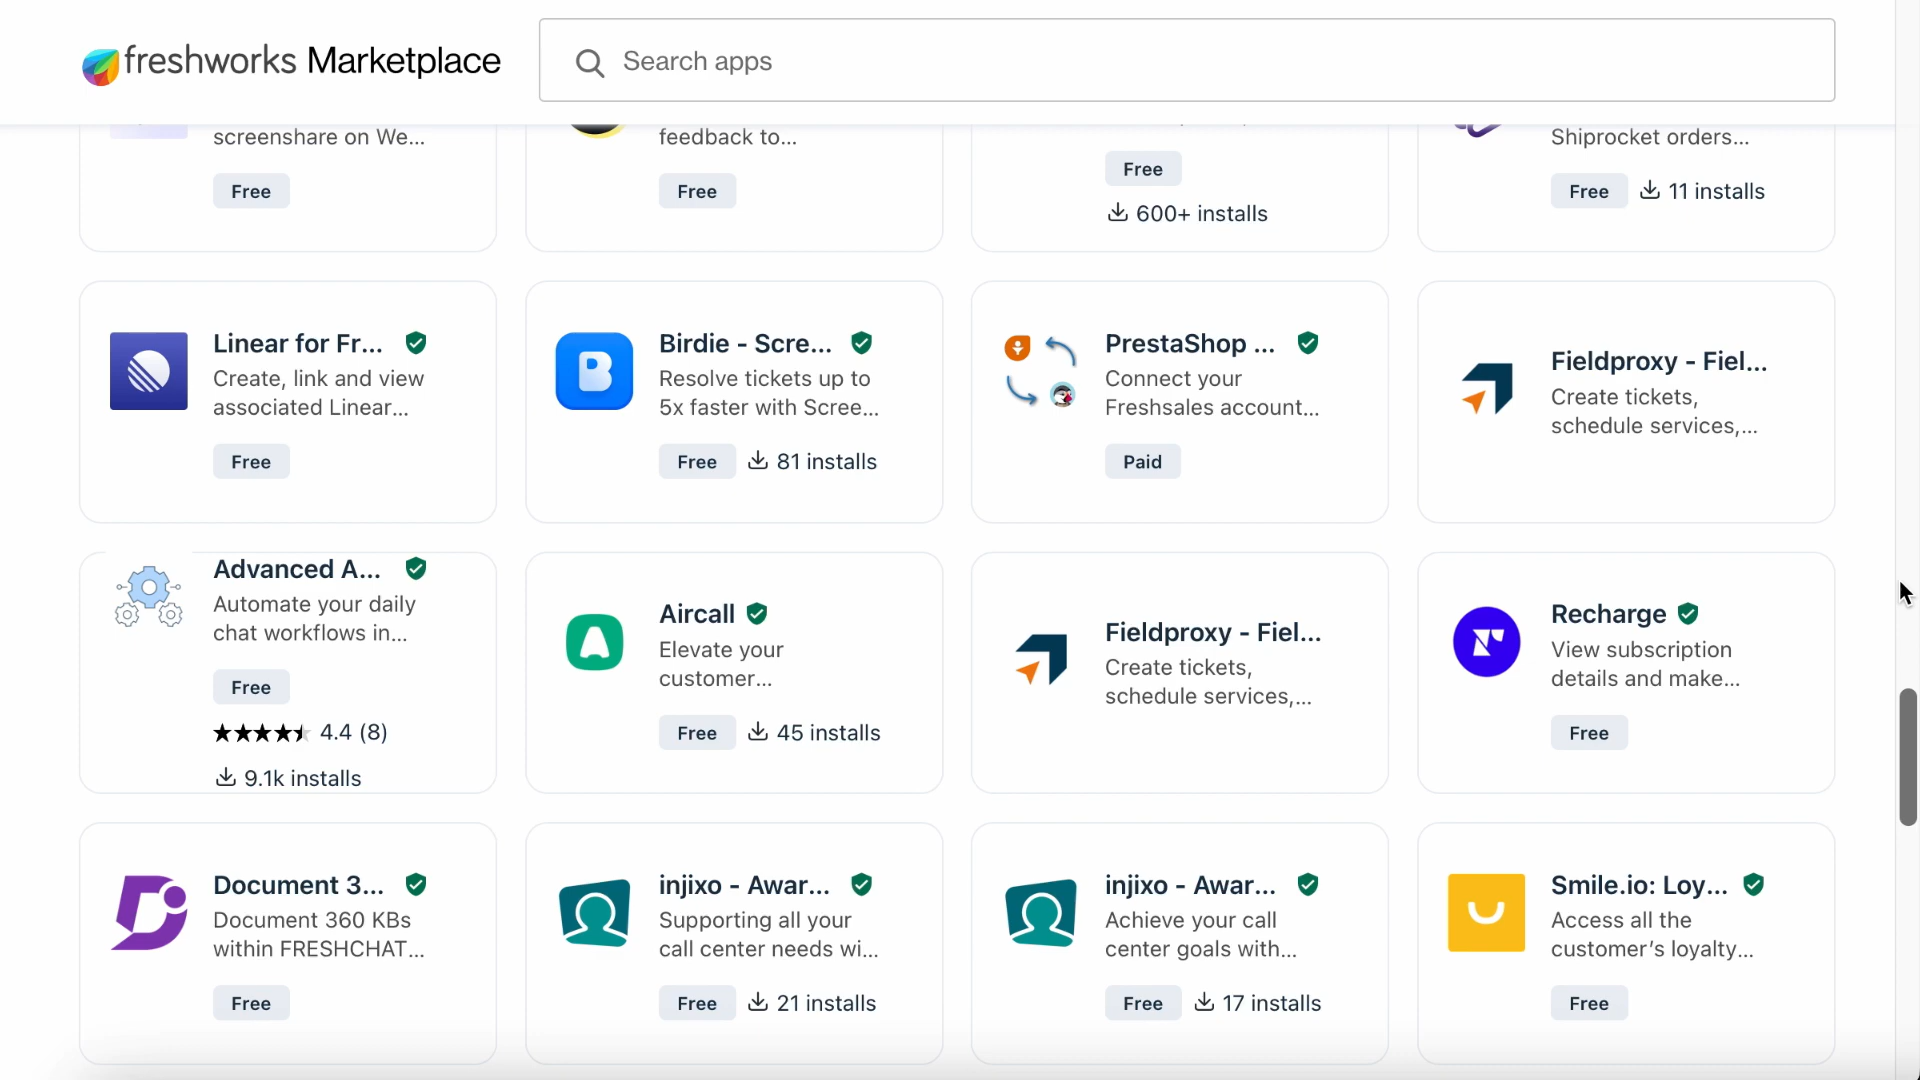 freshworks Marketplace
Search apps
screenshare on We...
Free
feedback to...
Free
Free
600+ installs
Shiprocket orders...
Free 11 installs
Linear for Fr...
Create, link and view
associated Linear...
Free
Birdie - Scre...
Resolve tickets up to
5x faster with Scree...
Free 81 installs
PrestaShop ...
Connect your
Freshsales account...
Paid
Fieldproxy - Fiel...
Create tickets,
schedule services,...
Advanced A...
Automate your daily
chat workflows in...
Free
4.4 (8)
9.1k installs
Aircall
Elevate your
customer...
Free 45 installs
Fieldproxy - Fiel...
Create tickets,
schedule services,...
Recharge
View subscription
details and make...
Free
Document 3...
Document 360 KBs
within FRESHCHAT...
Free
injixo - Awar...
Supporting all your
call center needs wi...
Free 21 installs
injixo - Awar...
Achieve your call
center goals with...
Free 17 installs
Smile.io: Loy...
Access all the
customer’s loyalty...
Free